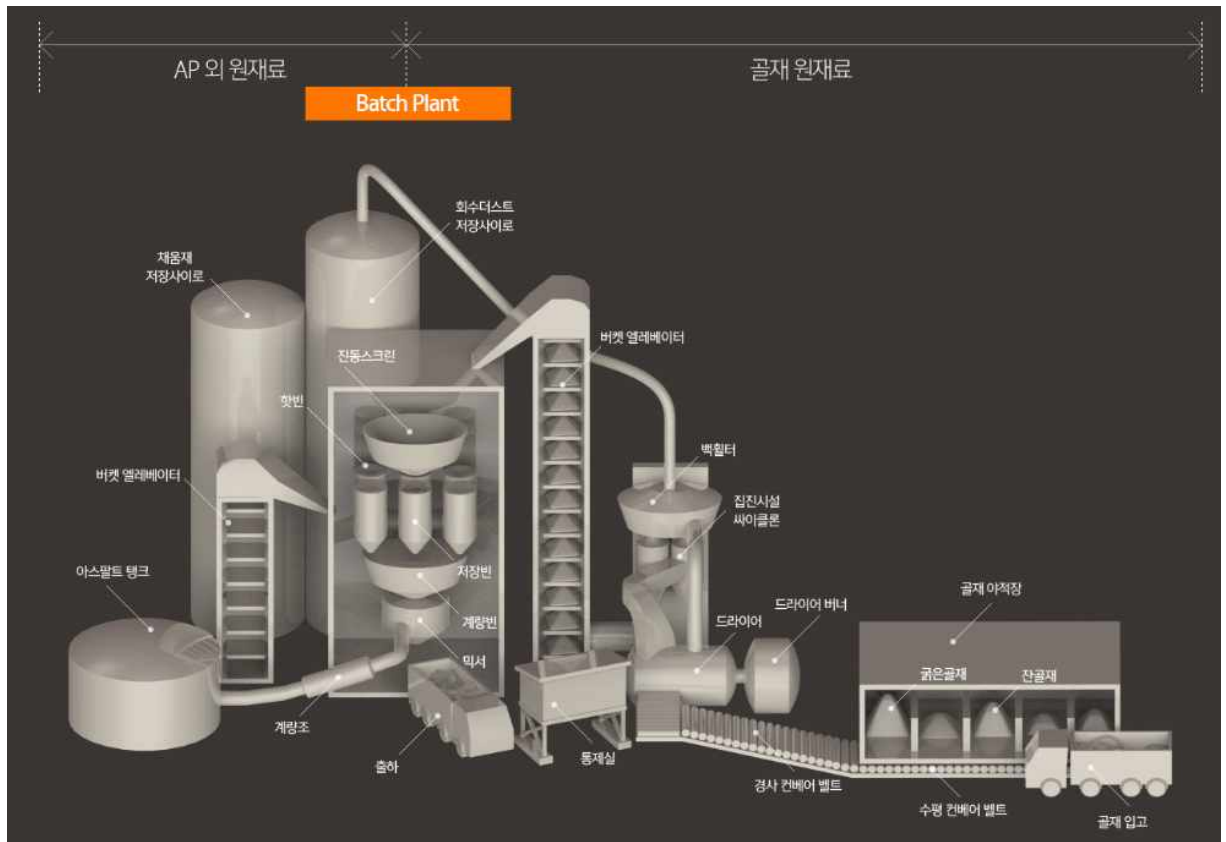 AP 외 원재료
골재 원재료
Batch Plant
회수더스트
저장사이로
채움재
저장사이로
버켓 엘레베이터
진동스크린
핫빈
백휠터
버켓 엘레베이터
집진시설
싸이클론
저장빈
아스팔트 탱크
계량빈
드라이어
드라이어 버너
골재 야적장
믹서
굵은골재
잔골재
계량조
출하
통제실
경사 컨베어 벨트
수평 컨베어 벨트
골재 입고